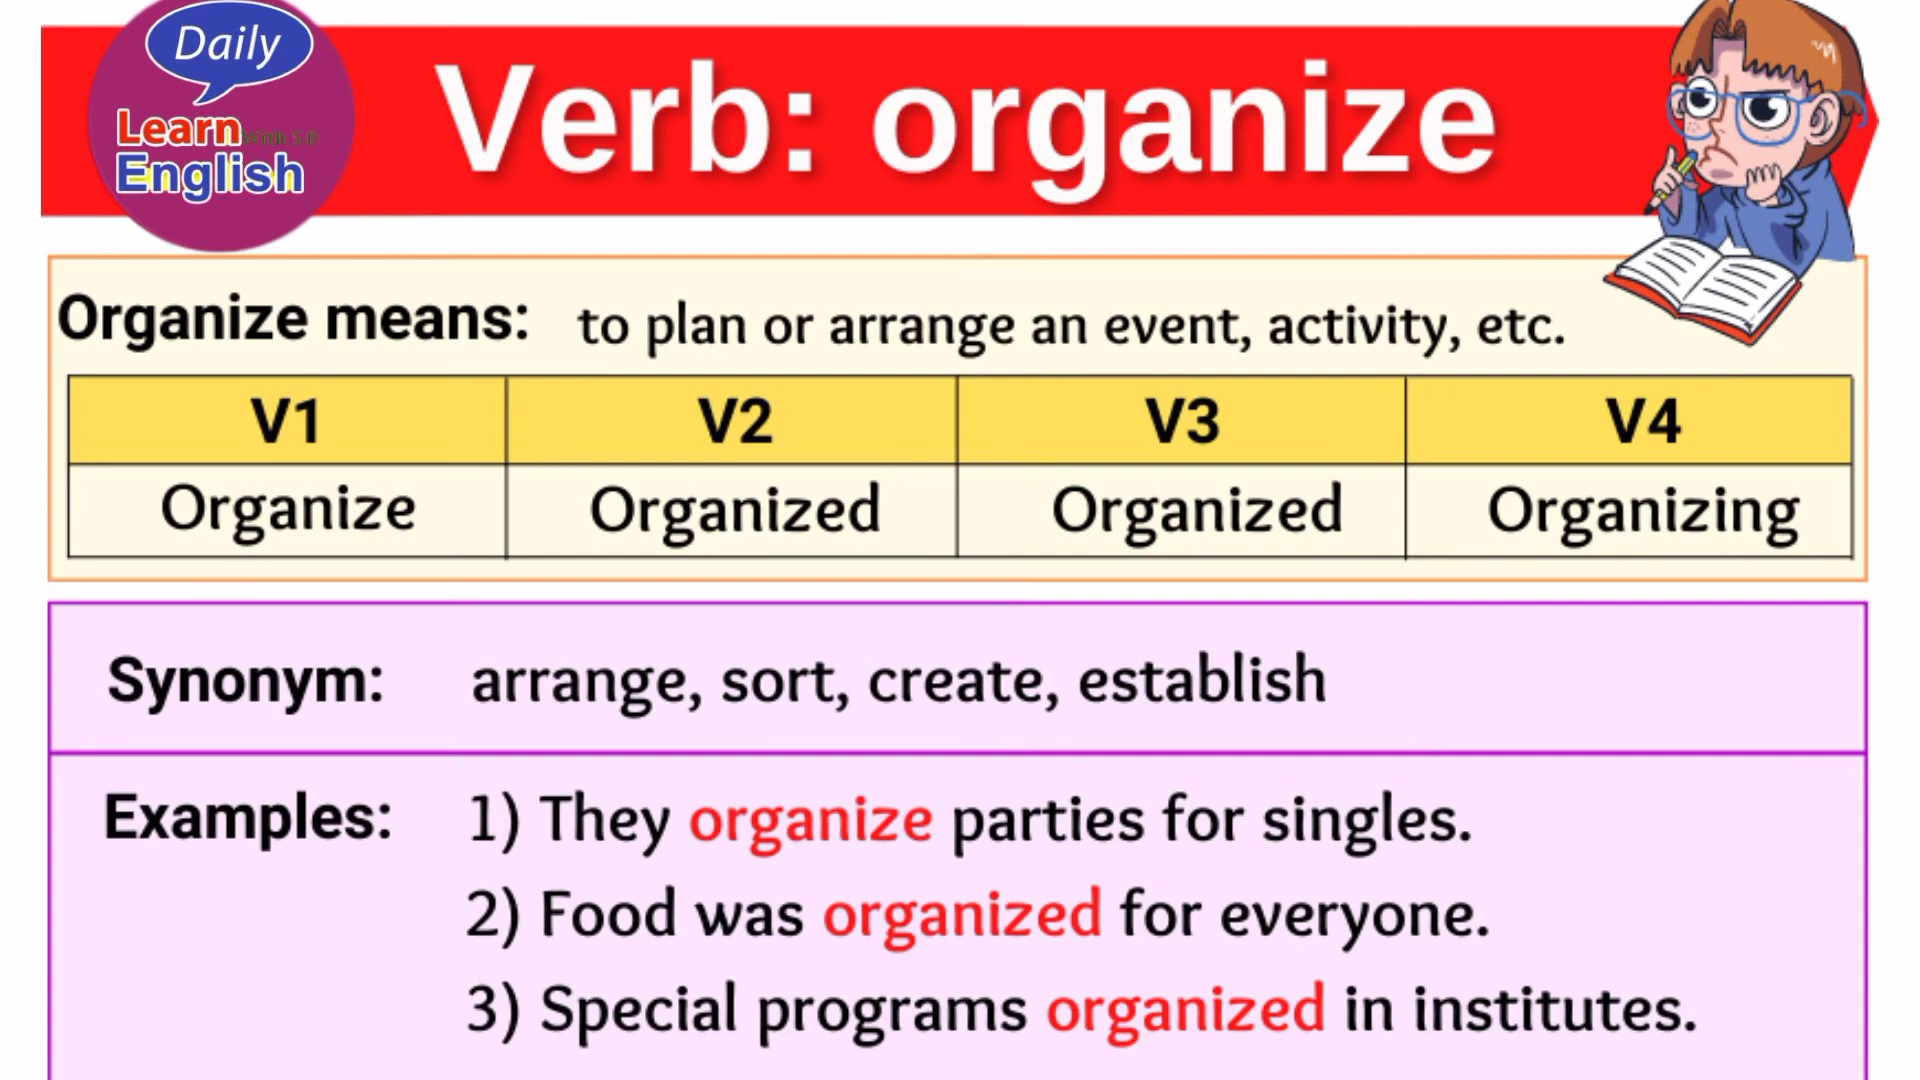 Daily
Learn With S.B
English
Verb: organize
Organize means: to plan or arrange an event, activity, etc.
V1 V2 V3 V4
Organize Organized Organized Organizing
Synonym: arrange, sort, create, establish
Examples: 1) They organize parties for singles.
2) Food was organized for everyone.
3) Special programs organized in institutes.